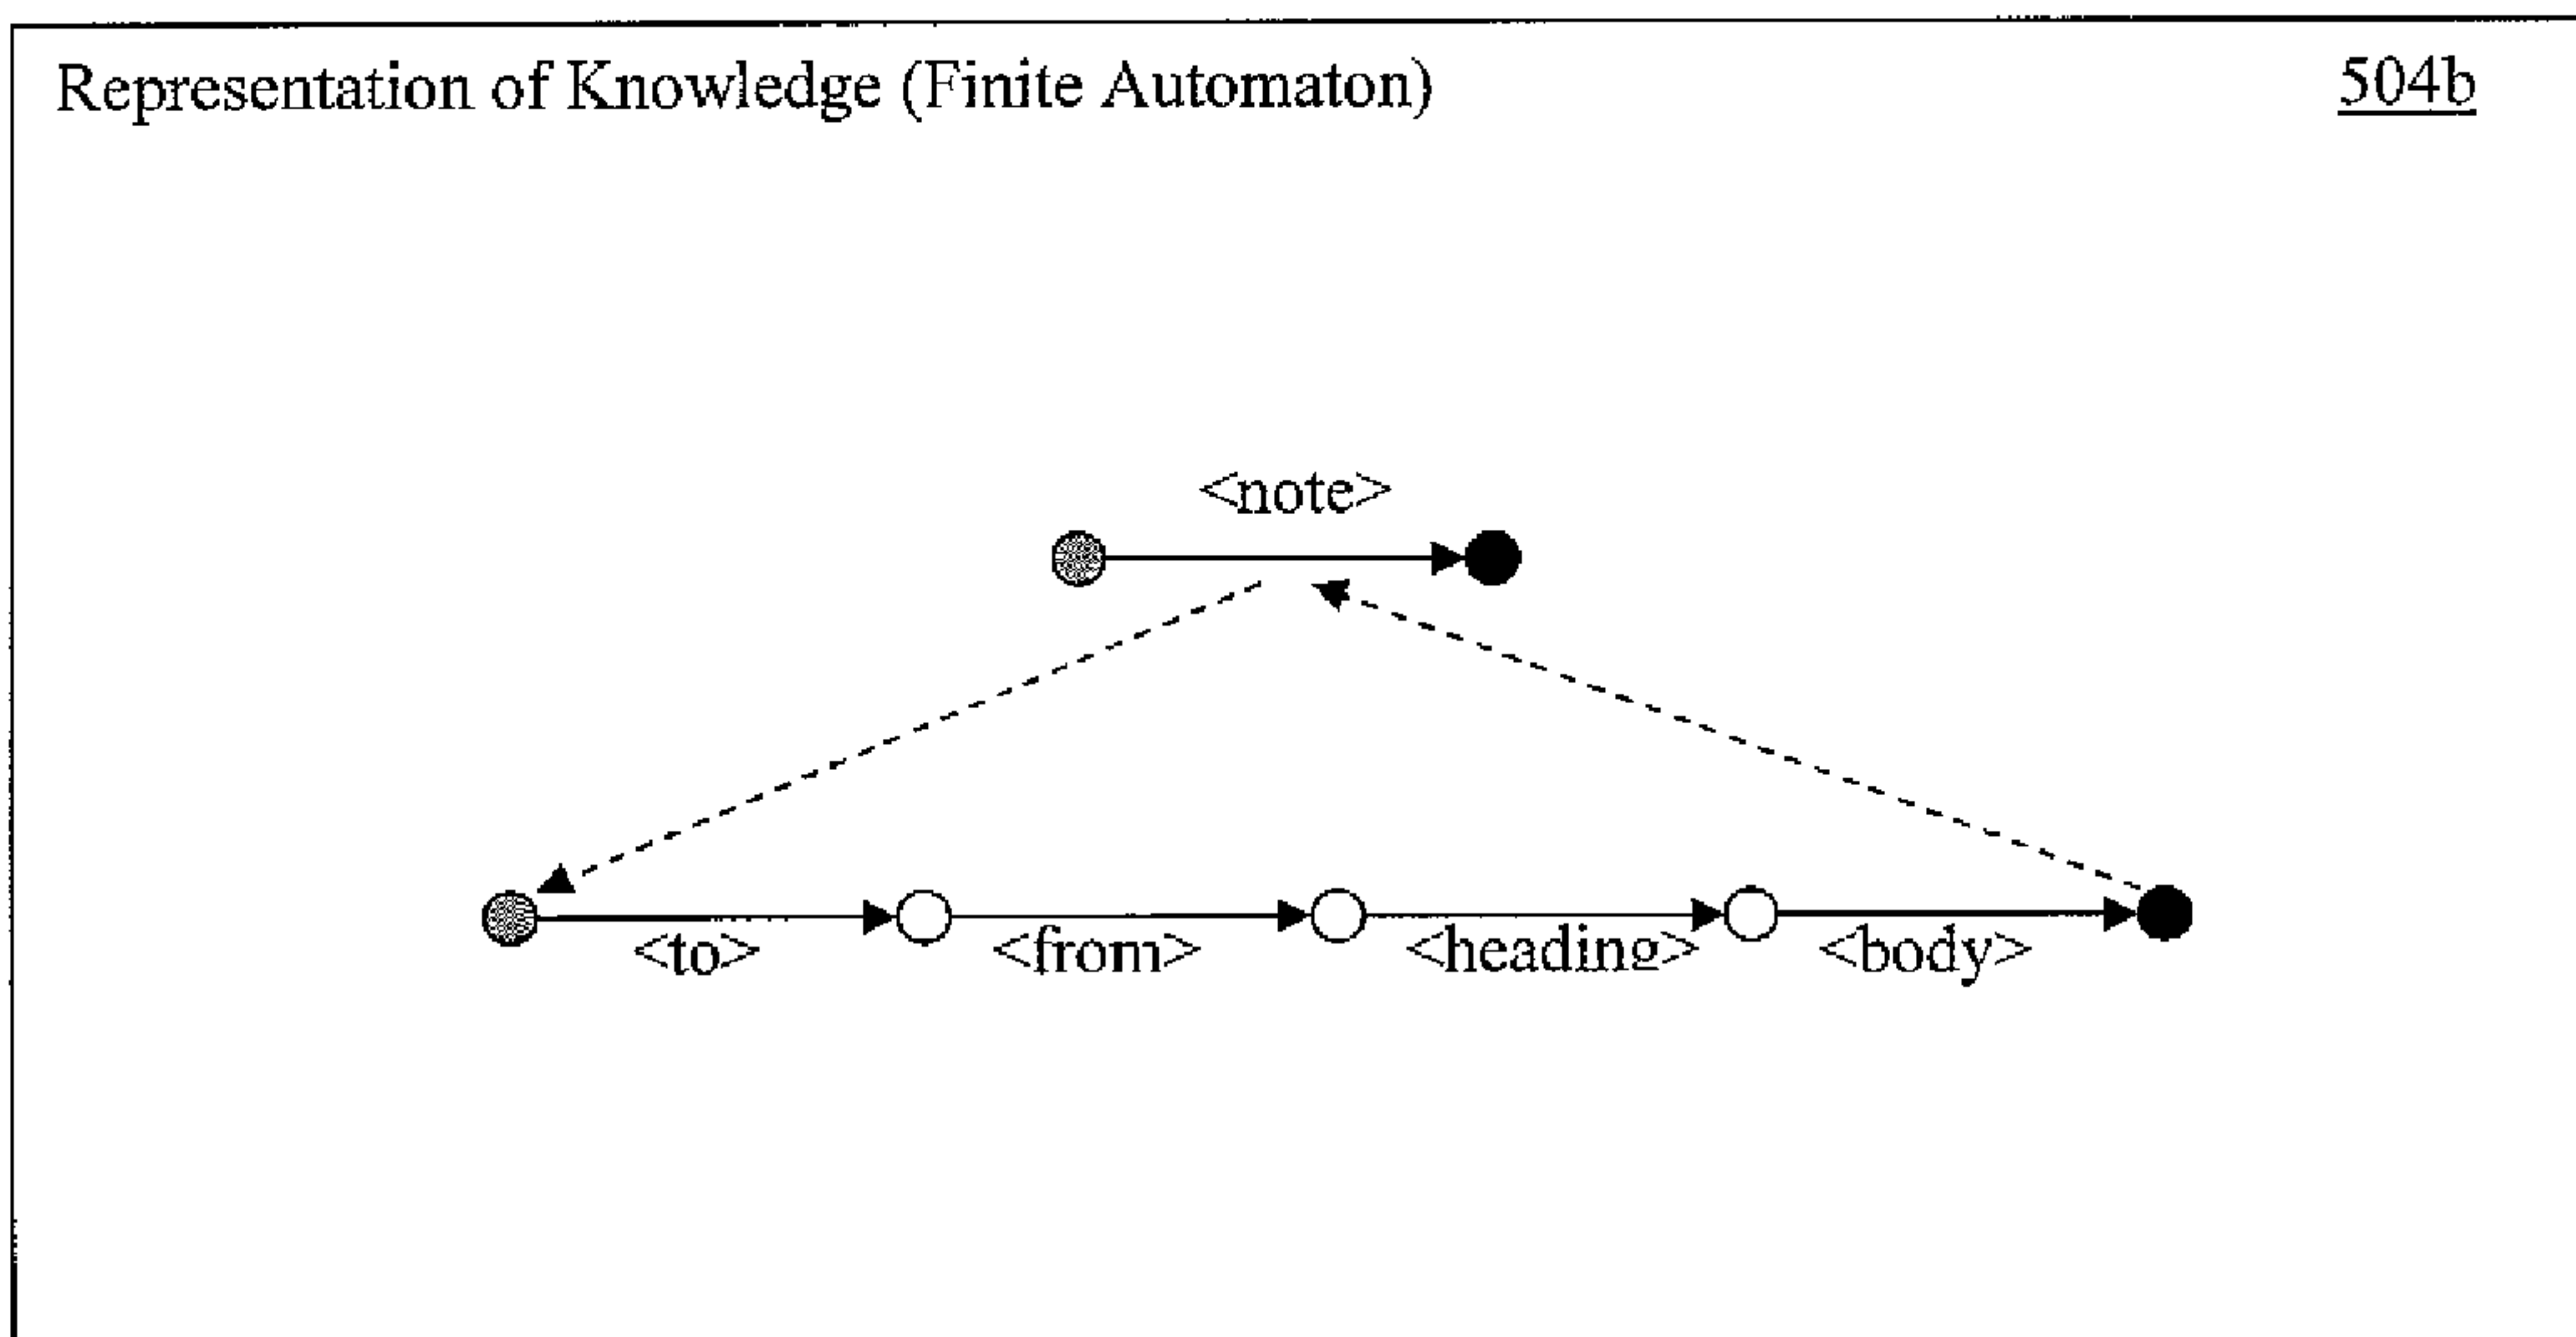 Representation of Knowledge (Finite Automaton) 504b
<note>
<to> <from> <heading> <body>